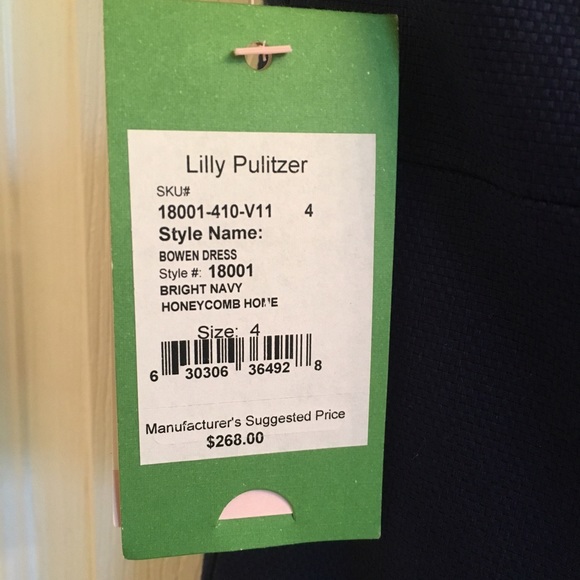 Lilly Pulitzer
SKU#
18001-410-V11 4
Style Name:
BOWEN DRESS
Style #: 18001
BRIGHT NAVY
HONEYCOMB
Size: 4
6 30306 36492 8
Manufacturer's Suggested Price
$268.00